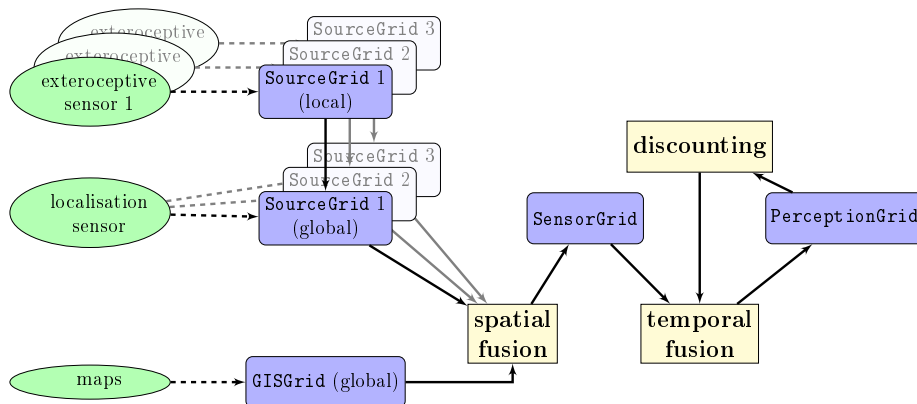 exteroceptive
SourceGrid 3
exteroceptive
SourceGrid 2
exteroceptive
sensor 1
SourceGrid 1
(local)
discounting
SourceGrid 3
SourceGrid 2
localisation
sensor
SourceGrid 1
(global)
SensorGrid
PerceptionGrid
spatial
fusion
temporal
fusion
maps
GISGrid (global)